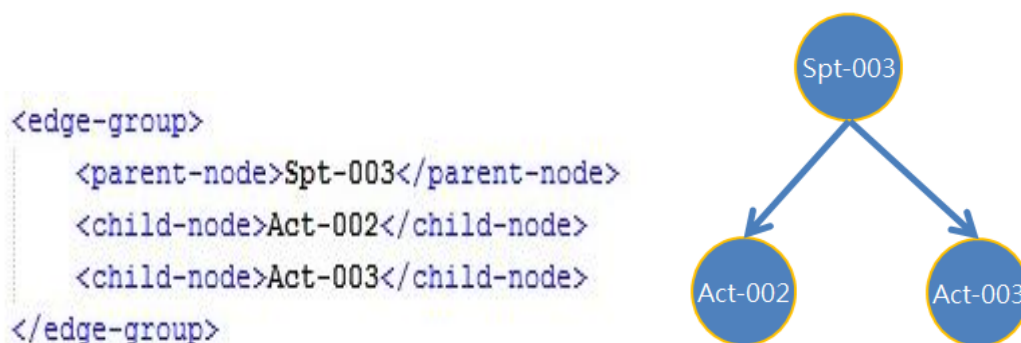 <edge-group>
<parent-node>Spt-003</parent-node>
<child-node>Act-002</child-node>
<child-node>Act-003</child-node>
</edge-group>
Spt-003
Act-002
Act-003